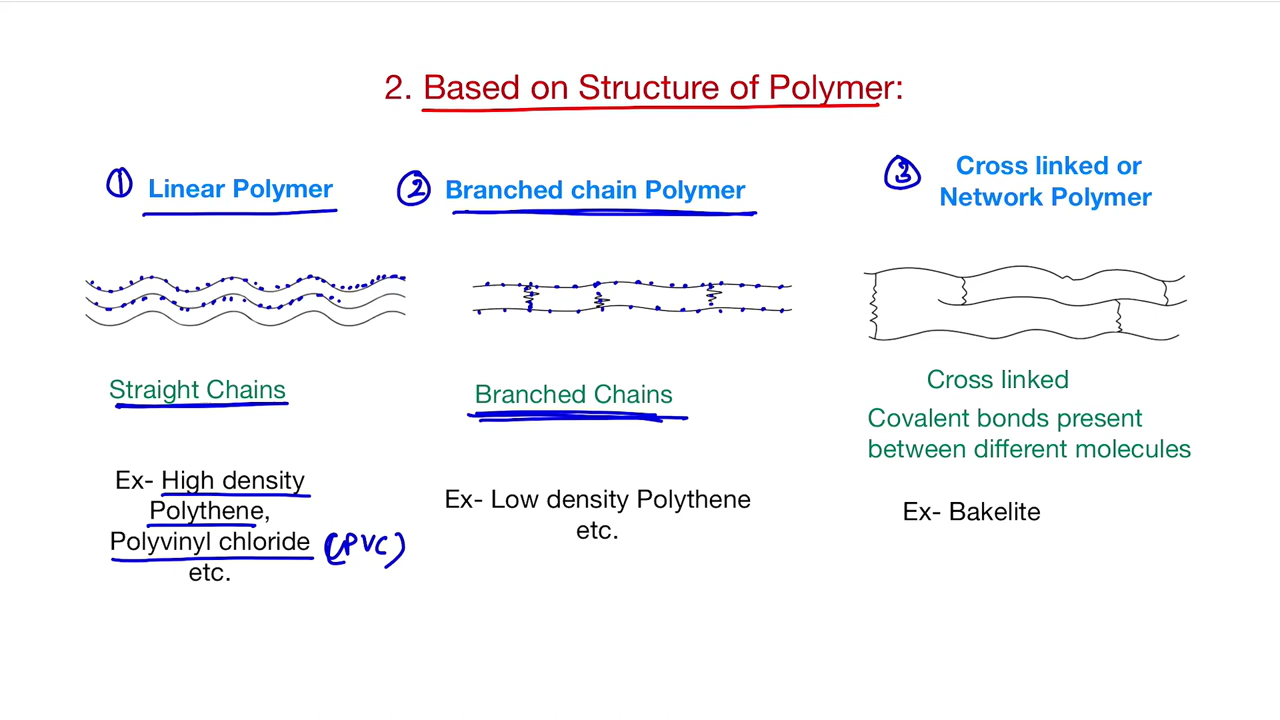 2. Based on Structure of Polymer:
① Linear Polymer
Straight Chains
Ex- High density
Polythene,
Polyvinyl chloride (PVC)
etc.
② Branched chain Polymer
Branched Chains
Ex- Low density Polythene
etc.
③ Cross linked or
Network Polymer
Cross linked
Covalent bonds present
between different molecules
Ex- Bakelite